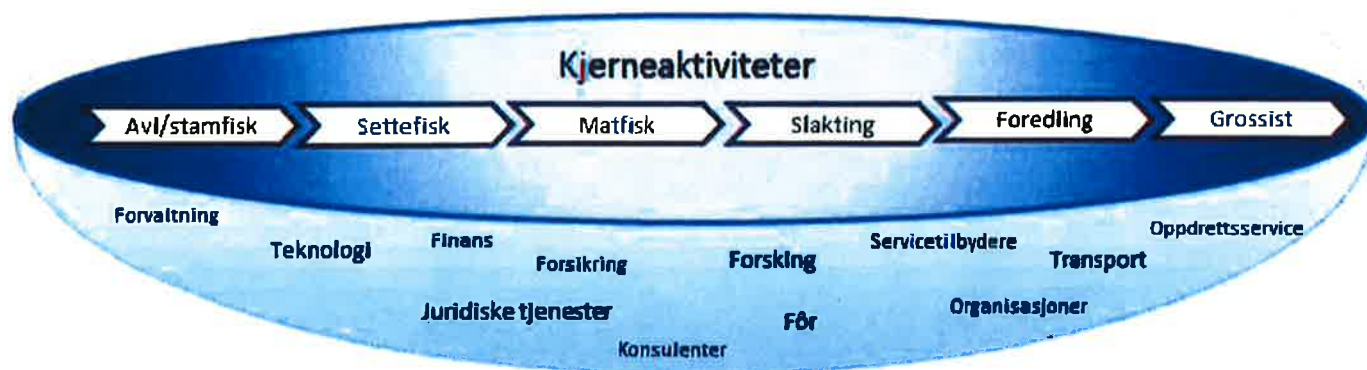 Kjerneaktiviteter
Avl/stamfisk Settefisk Matfisk Slakting Foredling Grossist
Forvaltning
Teknologi
Finans
Forsikring
Forsking
Servicetilbydere
Transport
Oppdrettsservice
Juridiske tjenester
Fôr
Organisasjoner
Konsulenter